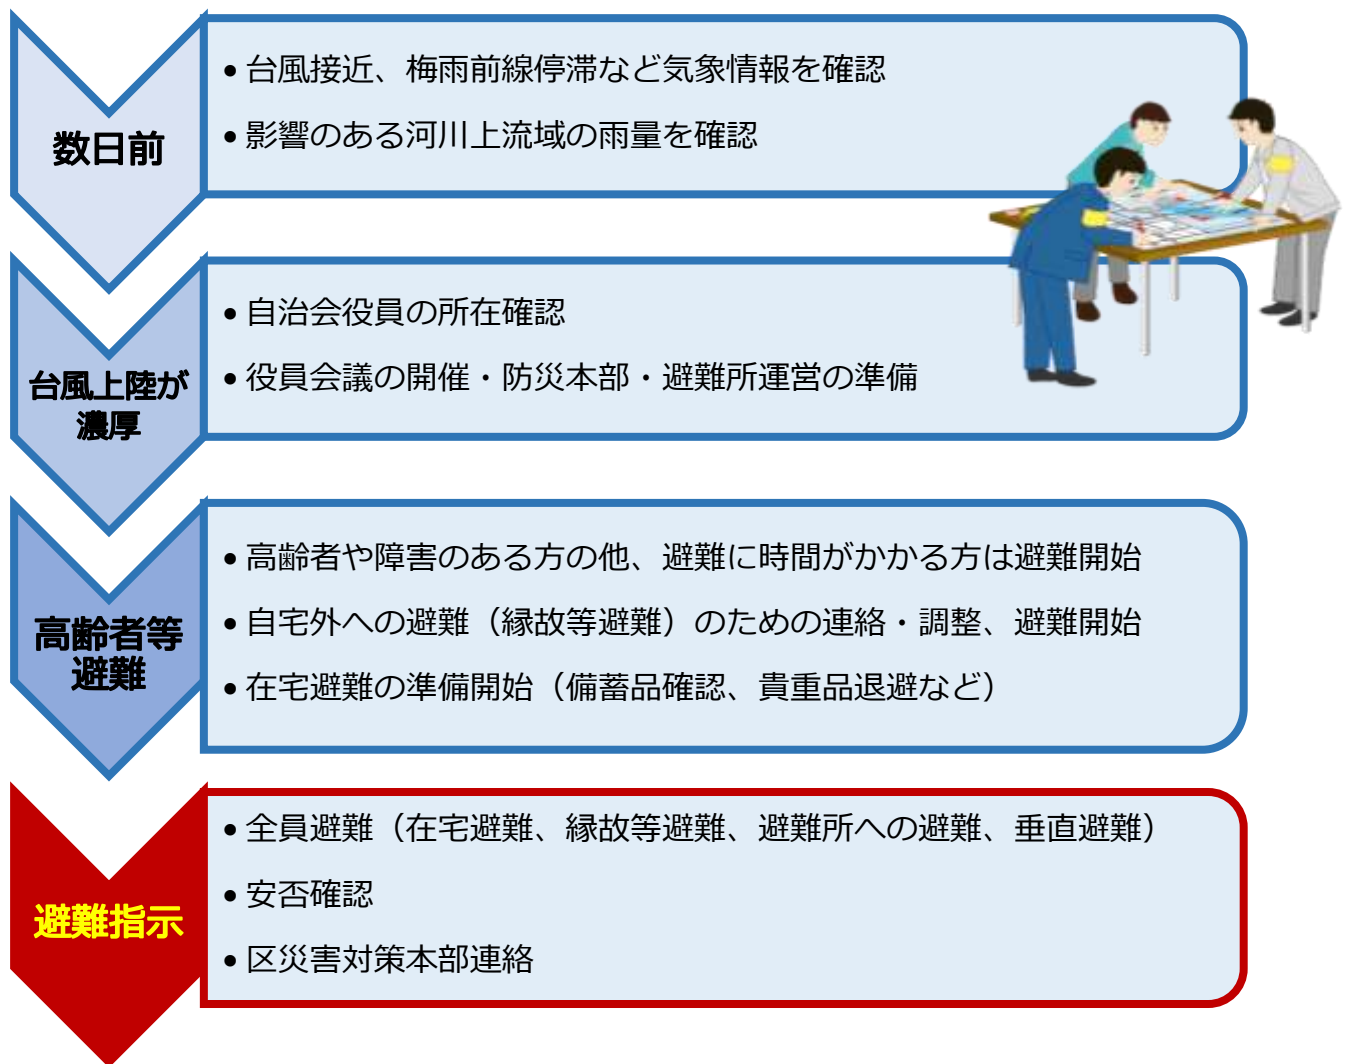 数日前
• 台風接近、梅雨前線停滞など気象情報を確認
• 影響のある河川上流域の雨量を確認
台風上陸が
濃厚
• 自治会役員の所在確認
• 役員会議の開催・防災本部・避難所運営の準備
高齢者等
避難
• 高齢者や障害のある方の他、避難に時間がかかる方は避難開始
• 自宅外への避難（縁故等避難）のための連絡・調整、避難開始
• 在宅避難の準備開始（備蓄品確認、貴重品退避など）
避難指示
• 全員避難（在宅避難、縁故等避難、避難所への避難、垂直避難）
• 安否確認
• 区災害対策本部連絡